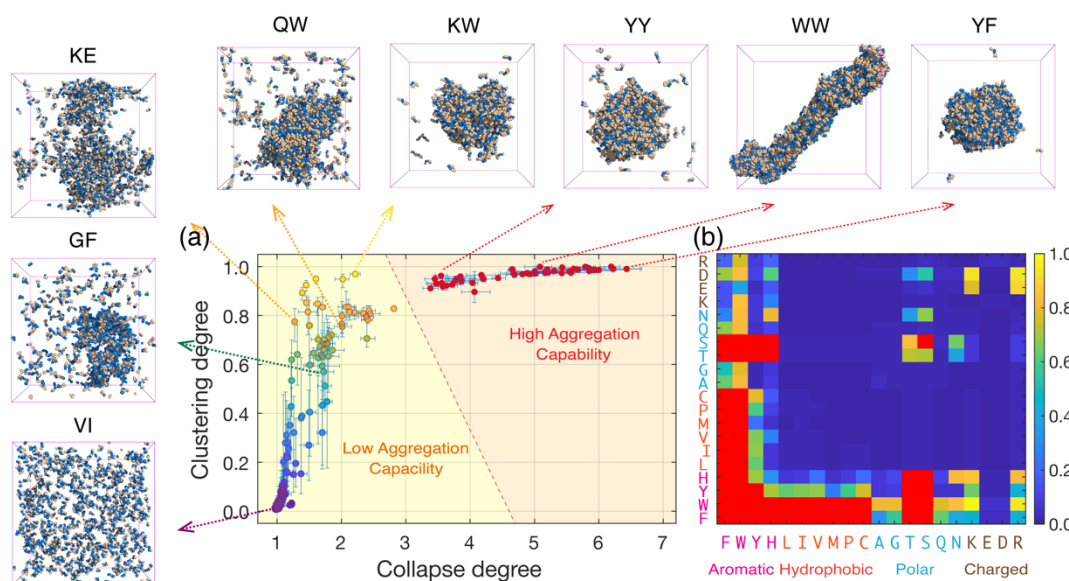 QW KW YY WW YF
KE
GF
VI
(a)
1.0
0.8
0.6
0.4
0.2
0.0
Clustering degree
High Aggregation
Capability
Low Aggregation
Capacility
1 2 3 4 5 6 7
Collapse degree
(b)
R
D
E
K
N
Q
S
T
G
A
C
P
M
V
I
L
H
Y
W
F
F W Y H L I V M P C A G T S Q N K E D R
Aromatic Hydrophobic Polar Charged
1.0
0.8
0.6
0.4
0.2
0.0